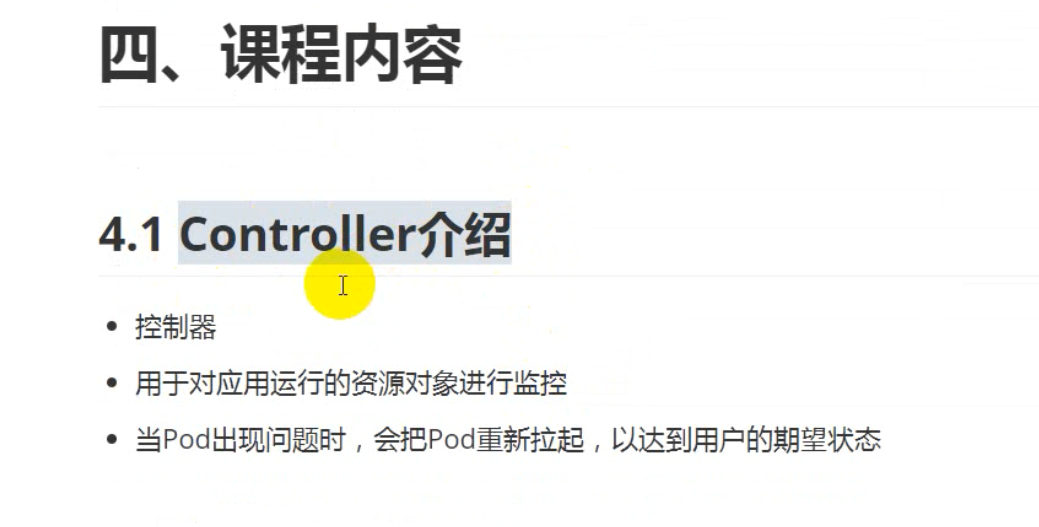 四、课程内容
4.1 Controller介绍
控制器
用于对应用运行的资源对象进行监控
当Pod出现问题时，会把Pod重新拉起，以达到用户的期望状态